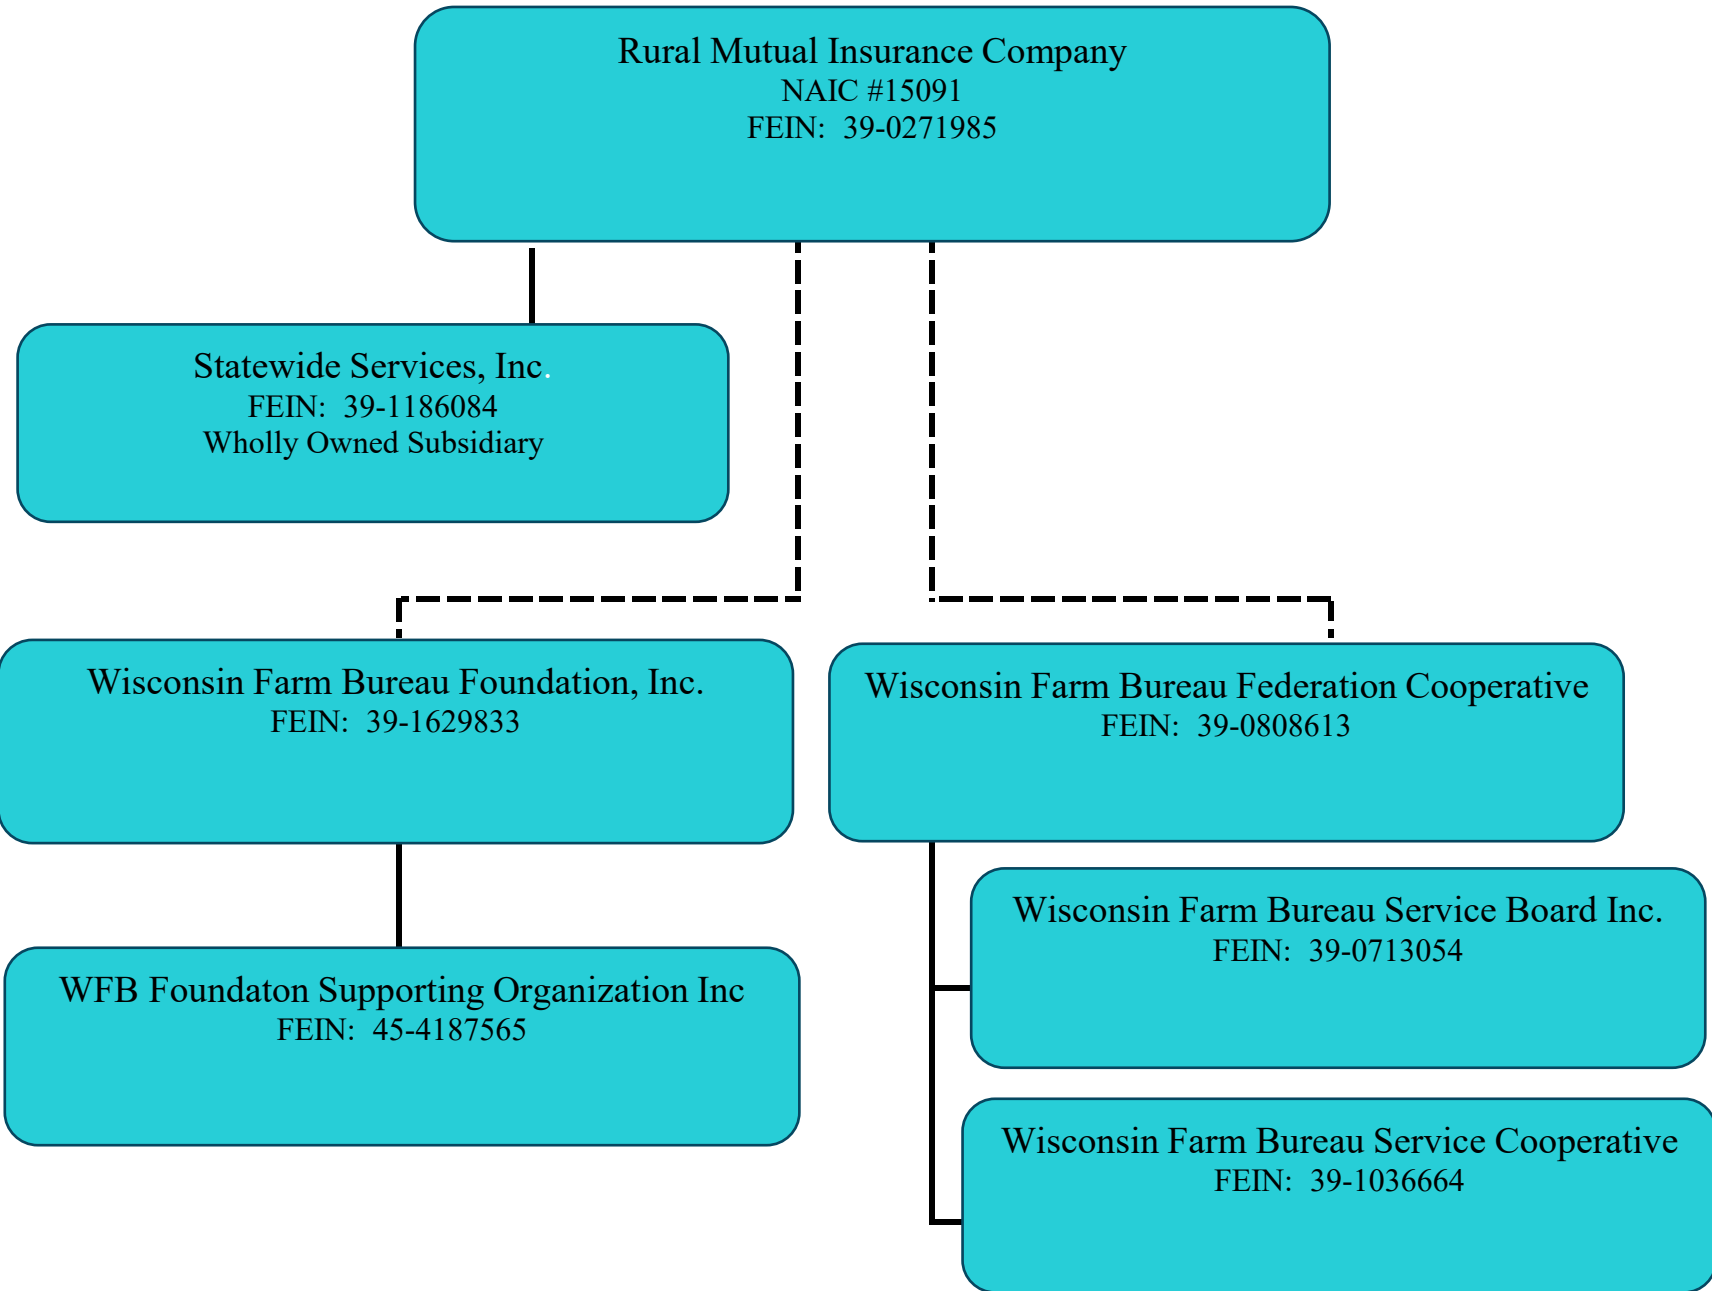 Rural Mutual Insurance Company
NAIC #15091
FEIN: 39-0271985
Statewide Services, Inc.
FEIN: 39-1186084
Wholly Owned Subsidiary
Wisconsin Farm Bureau Foundation, Inc.
FEIN: 39-1629833
Wisconsin Farm Bureau Federation Cooperative
FEIN: 39-0808613
Wisconsin Farm Bureau Service Board Inc.
FEIN: 39-0713054
WFB Foundaton Supporting Organization Inc
FEIN: 45-4187565
Wisconsin Farm Bureau Service Cooperative
FEIN: 39-1036664